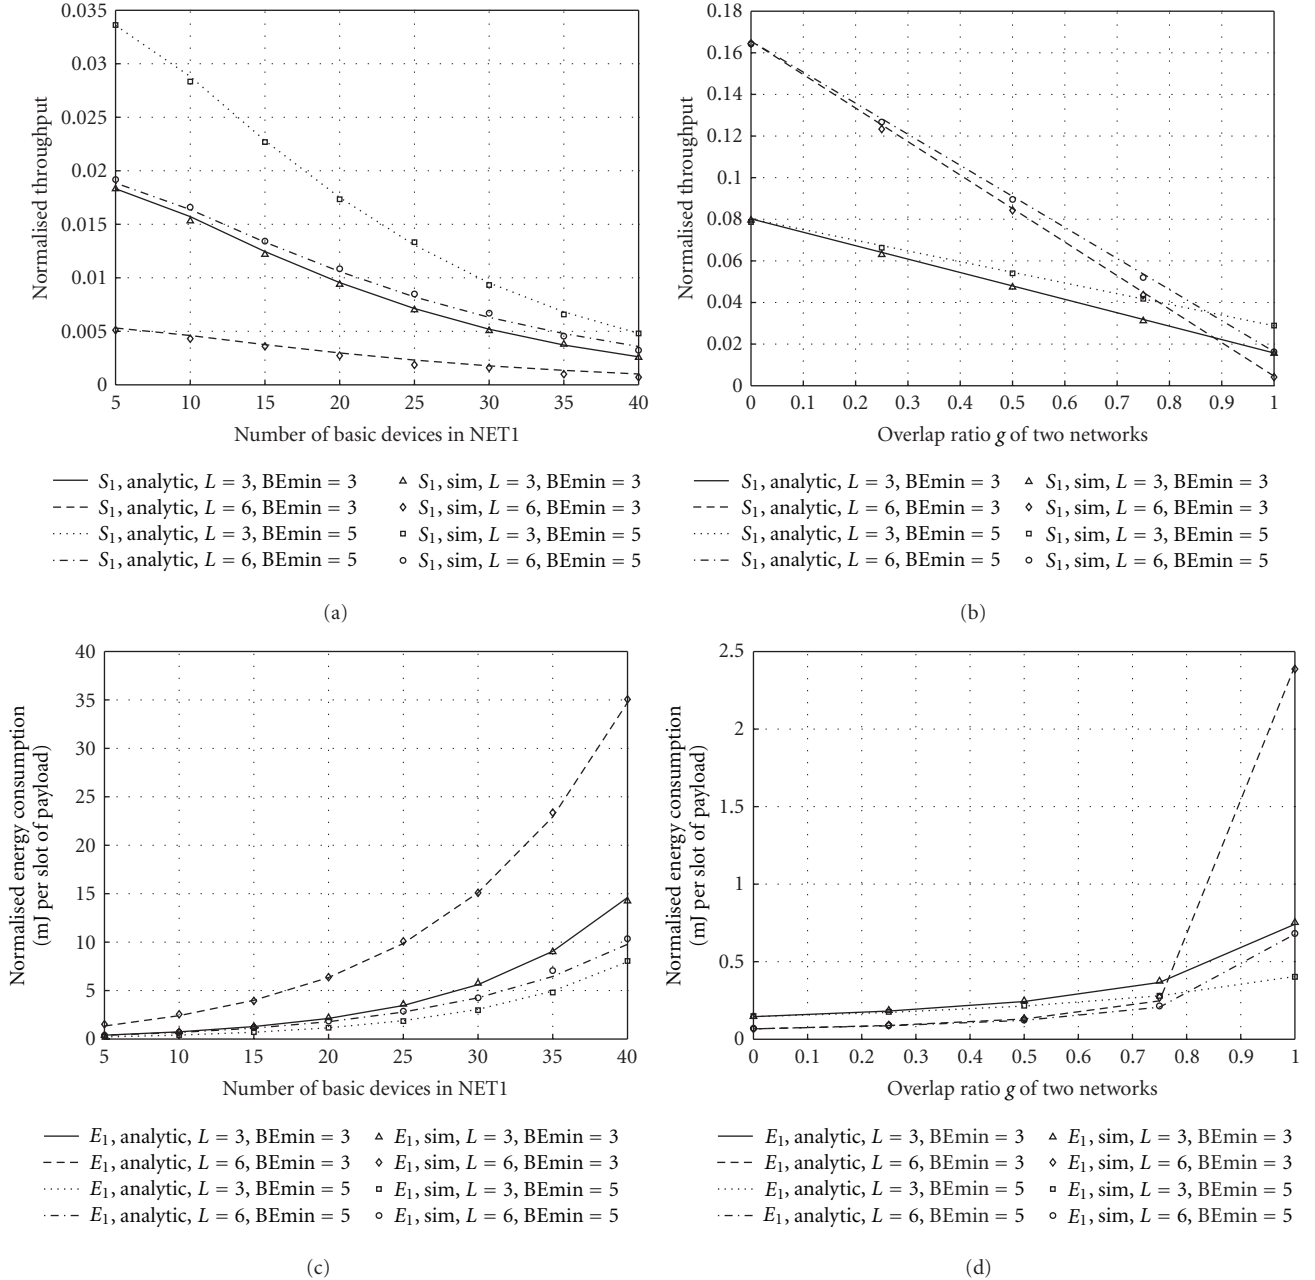 0.035
0.03
0.025
0.02
0.015
0.01
0.005
0
Normalised throughput
5 10 15 20 25 30 35 40
Number of basic devices in NET1
S1, analytic, L = 3, BEmin = 3
S1, analytic, L = 6, BEmin = 3
S1, analytic, L = 3, BEmin = 5
S1, analytic, L = 6, BEmin = 5
S1, sim, L = 3, BEmin = 3
S1, sim, L = 6, BEmin = 3
S1, sim, L = 3, BEmin = 5
S1, sim, L = 6, BEmin = 5
(a)
0.18
0.16
0.14
0.12
0.1
0.08
0.06
0.04
0.02
0
Normalised throughput
0 0.1 0.2 0.3 0.4 0.5 0.6 0.7 0.8 0.9 1
Overlap ratio g of two networks
S1, analytic, L = 3, BEmin = 3
S1, analytic, L = 6, BEmin = 3
S1, analytic, L = 3, BEmin = 5
S1, analytic, L = 6, BEmin = 5
S1, sim, L = 3, BEmin = 3
S1, sim, L = 6, BEmin = 3
S1, sim, L = 3, BEmin = 5
S1, sim, L = 6, BEmin = 5
(b)
40
35
30
25
20
15
10
5
0
Normalised energy consumption
(mJ per slot of payload)
5 10 15 20 25 30 35 40
Number of basic devices in NET1
E1, analytic, L = 3, BEmin = 3
E1, analytic, L = 6, BEmin = 3
E1, analytic, L = 3, BEmin = 5
E1, analytic, L = 6, BEmin = 5
E1, sim, L = 3, BEmin = 3
E1, sim, L = 6, BEmin = 3
E1, sim, L = 3, BEmin = 5
E1, sim, L = 6, BEmin = 5
(c)
2.5
2
1.5
1
0.5
0
Normalised energy consumption
(mJ per slot of payload)
0 0.1 0.2 0.3 0.4 0.5 0.6 0.7 0.8 0.9 1
Overlap ratio g of two networks
E1, analytic, L = 3, BEmin = 3
E1, analytic, L = 6, BEmin = 3
E1, analytic, L = 3, BEmin = 5
E1, analytic, L = 6, BEmin = 5
E1, sim, L = 3, BEmin = 3
E1, sim, L = 6, BEmin = 3
E1, sim, L = 3, BEmin = 5
E1, sim, L = 6, BEmin = 5
(d)